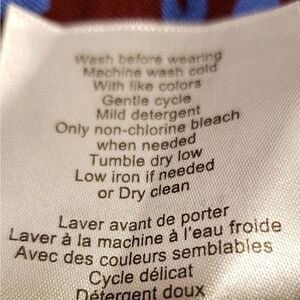 Wash before wearing
Machine wash cold
With like colors
Gentle cycle
Mild detergent
Only non-chlorine bleach
when needed
Tumble dry low
Low iron if needed
or Dry clean
Laver avant de porter
Laver à la machine à l'eau froide
Avec des couleurs semblables
Cycle délicat
Détergent doux